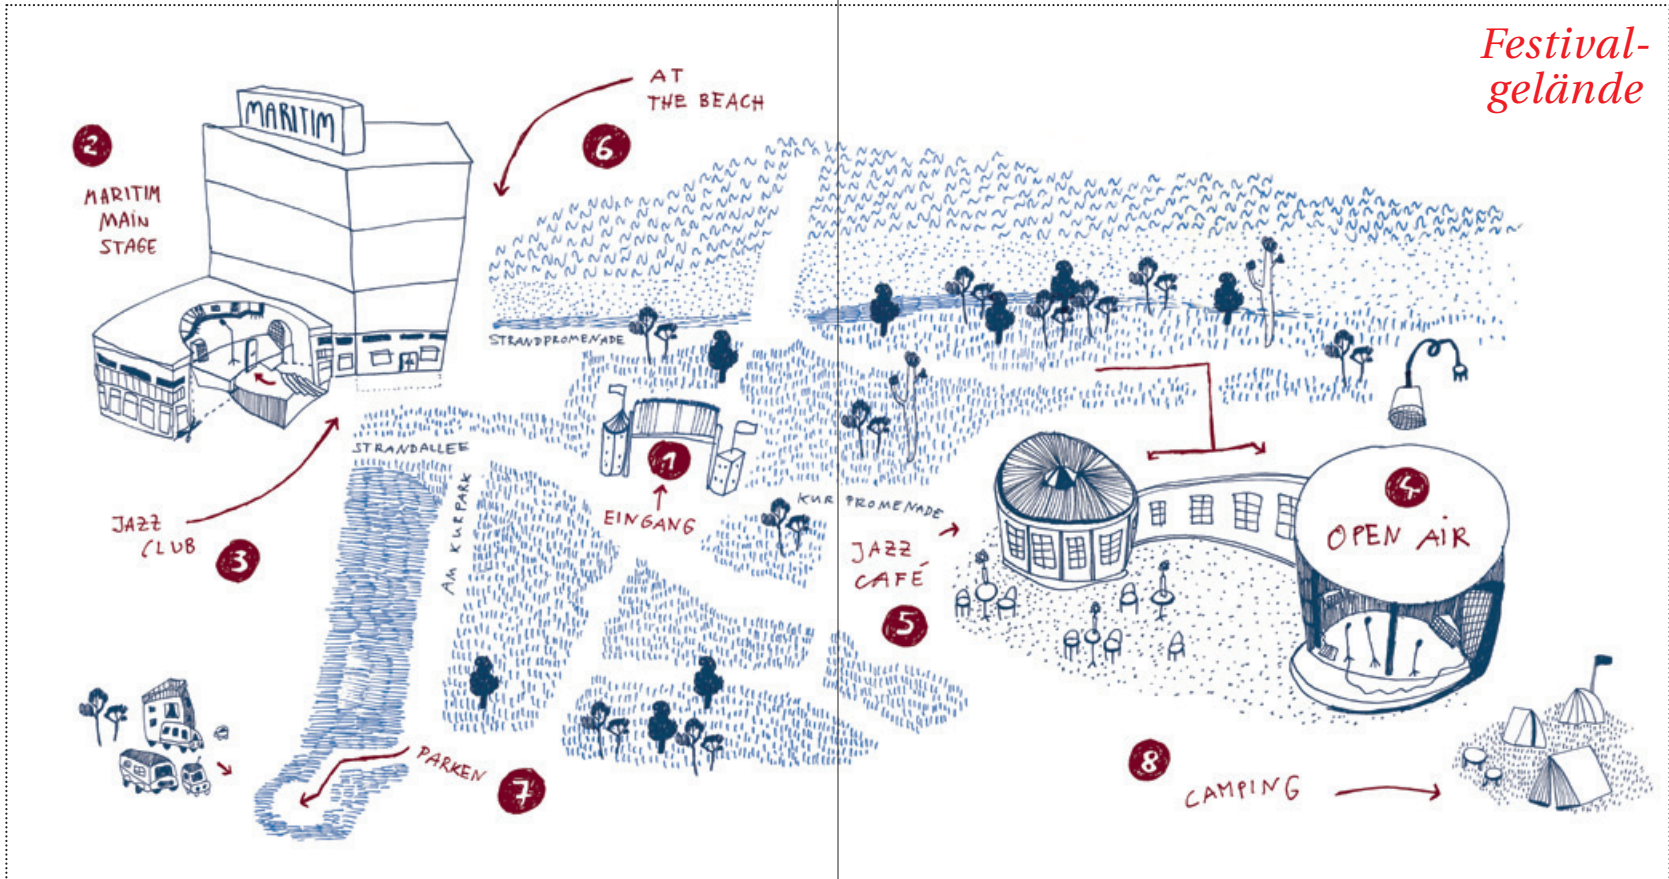 Festival-
gelände
AT
THE BEACH
6
MARITIM
2
MARITIM
MAIN
STAGE
STRANDPROMENADE
STRANDALLEE
AM KURPARK
1
EINGANG
KURPROMENADE
JAZZ
CLUB
3
JAZZ
CAFÉ
5
4
OPEN AIR
PARKEN
7
8
CAMPING